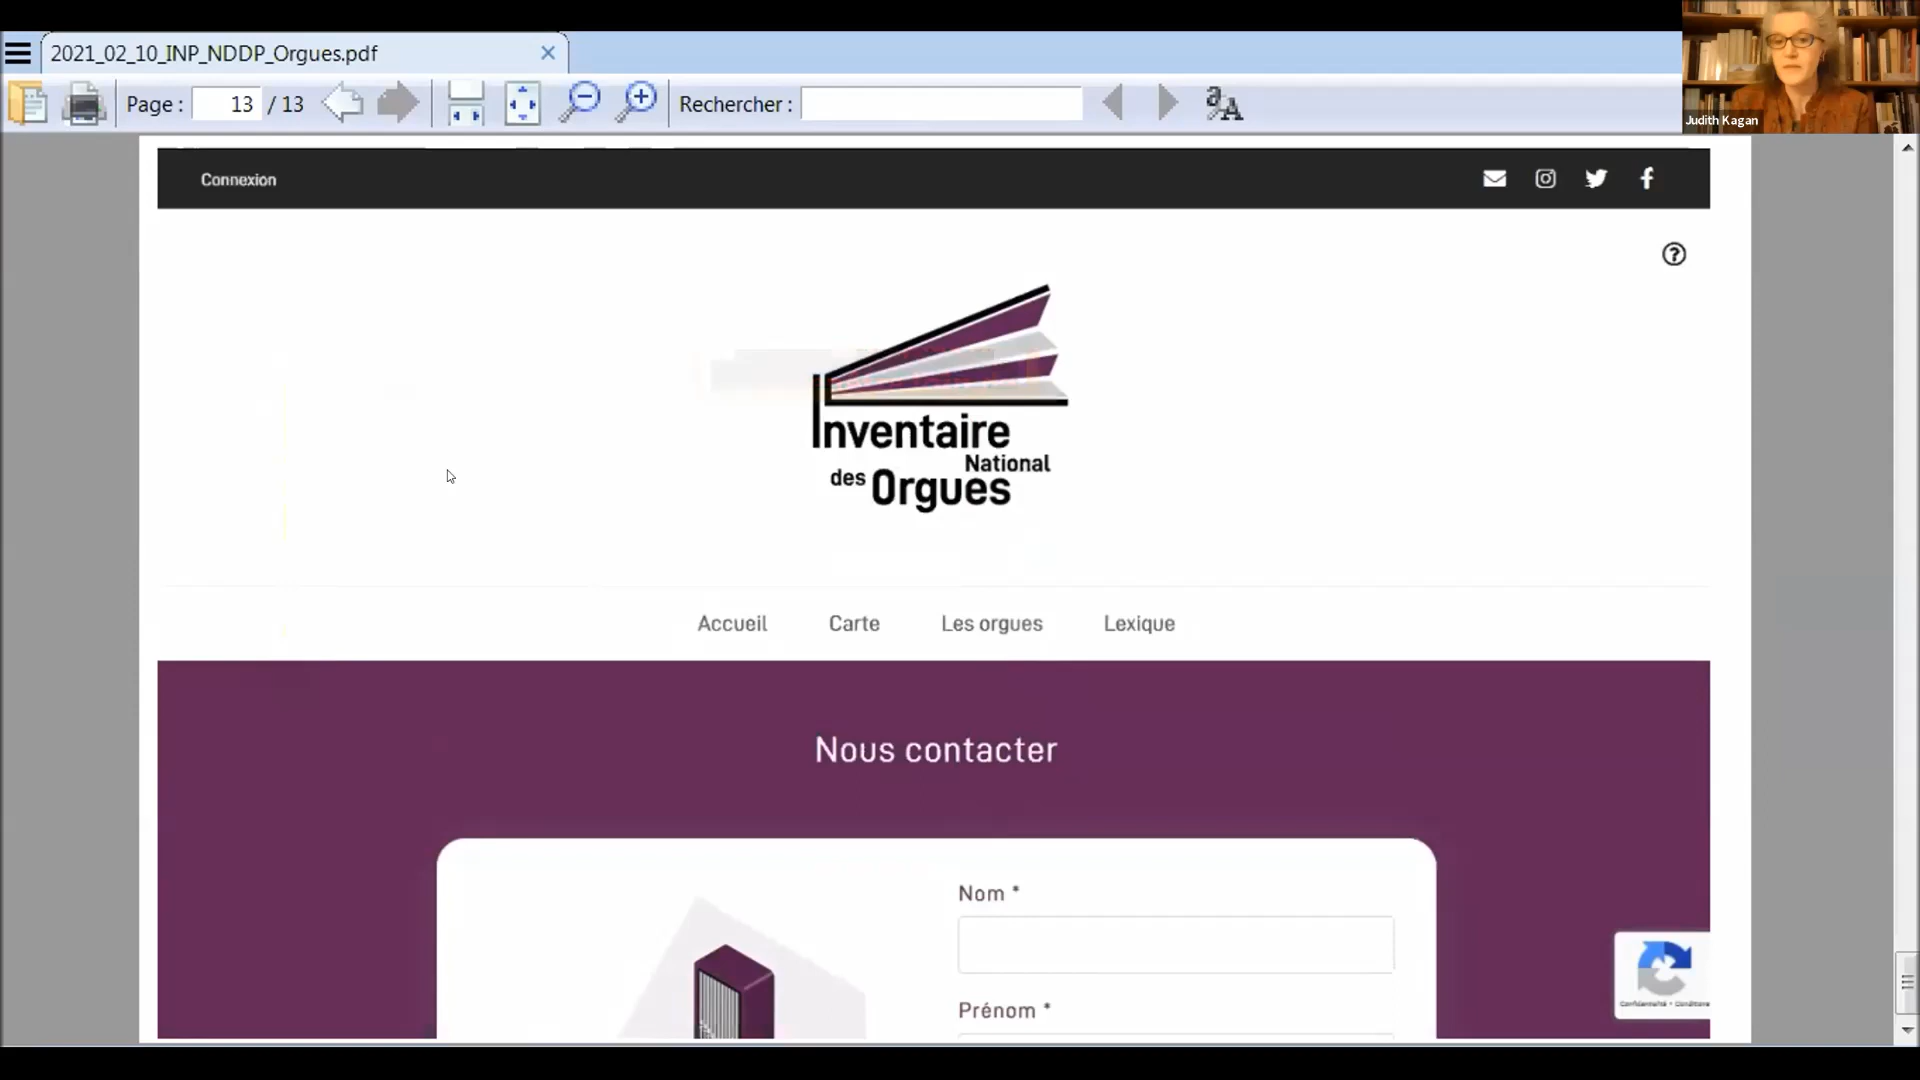 2021_02_10_INP_NDDP_Orgues.pdf
Page : 13 / 13 Rechercher :
Judith Kagan
Connexion
Inventaire
National
des Orgues
Accueil Carte Les orgues Lexique
Nous contacter
Nom *
Prénom *